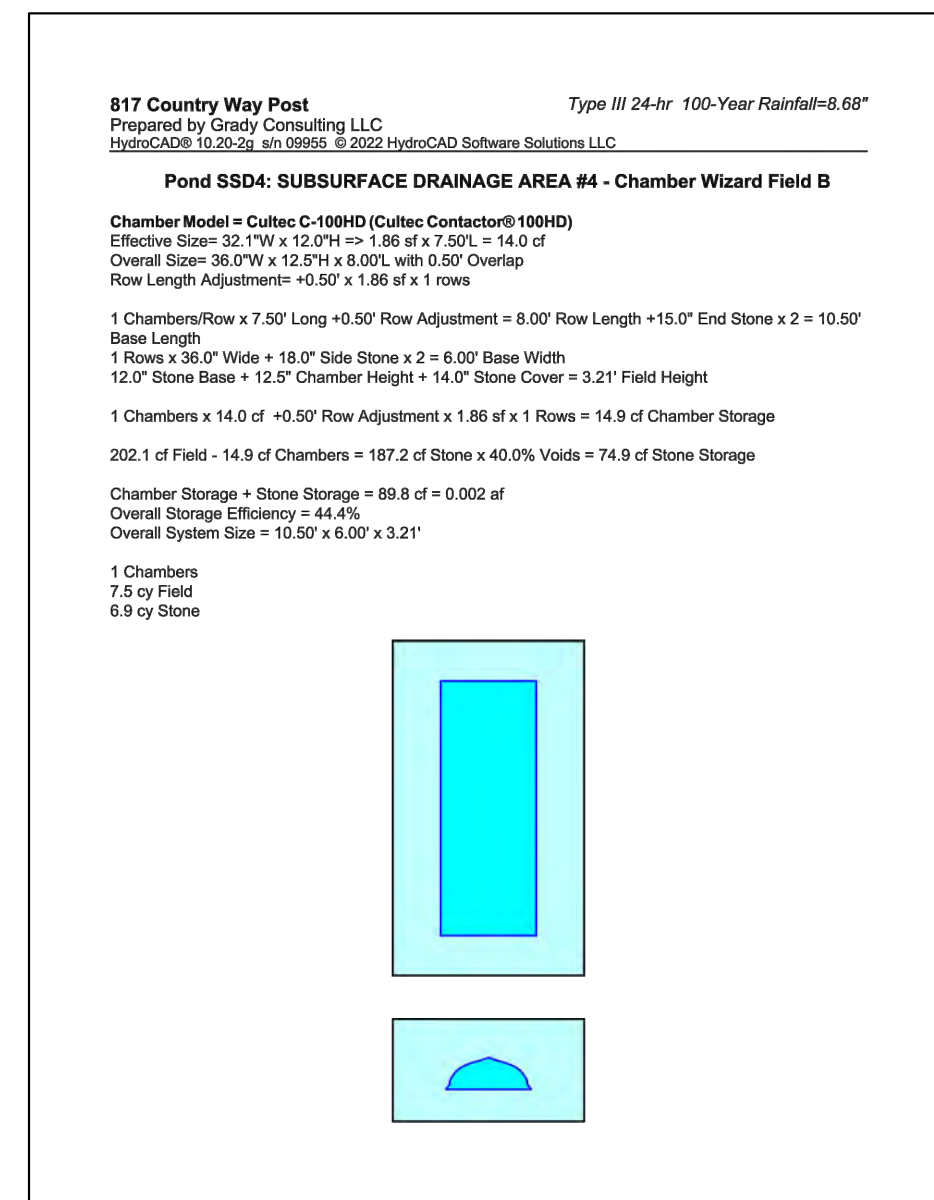 817 Country Way Post
Type III 24-hr 100-Year Rainfall=8.68"
Prepared by Grady Consulting LLC
HydroCAD® 10.20-2g s/n 09955 © 2022 HydroCAD Software Solutions LLC
Pond SSD4: SUBSURFACE DRAINAGE AREA #4 - Chamber Wizard Field B
Chamber Model = Cultec C-100HD (Cultec Contactor® 100HD)
Effective Size= 32.1"W x 12.0"H => 1.86 sf x 7.50'L = 14.0 cf
Overall Size= 36.0"W x 12.5"H x 8.00'L with 0.50' Overlap
Row Length Adjustment= +0.50' x 1.86 sf x 1 rows
1 Chambers/Row x 7.50' Long +0.50' Row Adjustment = 8.00' Row Length +15.0" End Stone x 2 = 10.50'
Base Length
1 Rows x 36.0" Wide + 18.0" Side Stone x 2 = 6.00' Base Width
12.0" Stone Base + 12.5" Chamber Height + 14.0" Stone Cover = 3.21' Field Height
1 Chambers x 14.0 cf +0.50' Row Adjustment x 1.86 sf x 1 Rows = 14.9 cf Chamber Storage
202.1 cf Field - 14.9 cf Chambers = 187.2 cf Stone x 40.0% Voids = 74.9 cf Stone Storage
Chamber Storage + Stone Storage = 89.8 cf = 0.002 af
Overall Storage Efficiency = 44.4%
Overall System Size = 10.50' x 6.00' x 3.21'
1 Chambers
7.5 cy Field
6.9 cy Stone